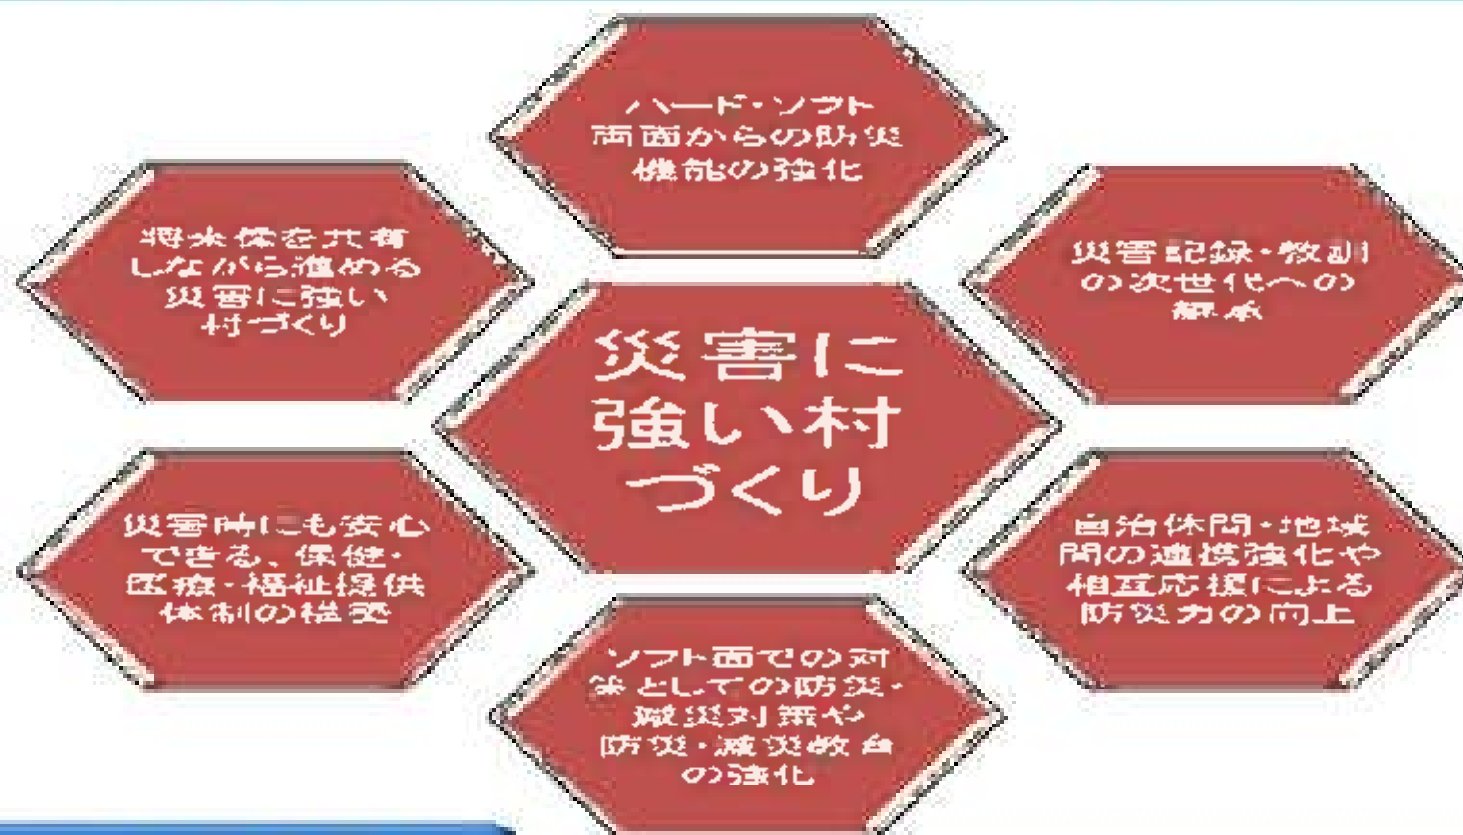 ハード・ソフト
両面からの防災
機能の強化
将来像を共有
しながら進める
災害に強い
村づくり
災害記録・教訓
の次世代への
継承
災害に
強い村
づくり
災害時にも安心
できる、保健・
医療・福祉提供
体制の構築
自治体間・地域
間の連携強化や
相互応援による
防災力の向上
ソフト面での対
策としての防災・
減災対策や
防災・減災教育
の強化